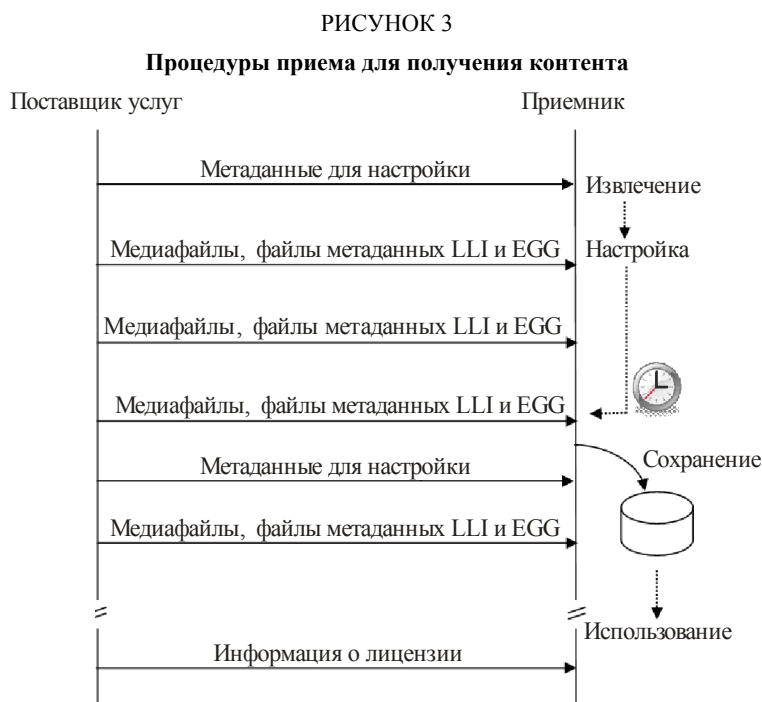 РИСУНОК 3
Процедуры приема для получения контента
Поставщик услуг
Приемник
Метаданные для настройки
Извлечение
Медиафайлы, файлы метаданных LLI и EGG
Настройка
Медиафайлы, файлы метаданных LLI и EGG
Медиафайлы, файлы метаданных LLI и EGG
Сохранение
Метаданные для настройки
Медиафайлы, файлы метаданных LLI и EGG
Использование
Информация о лицензии